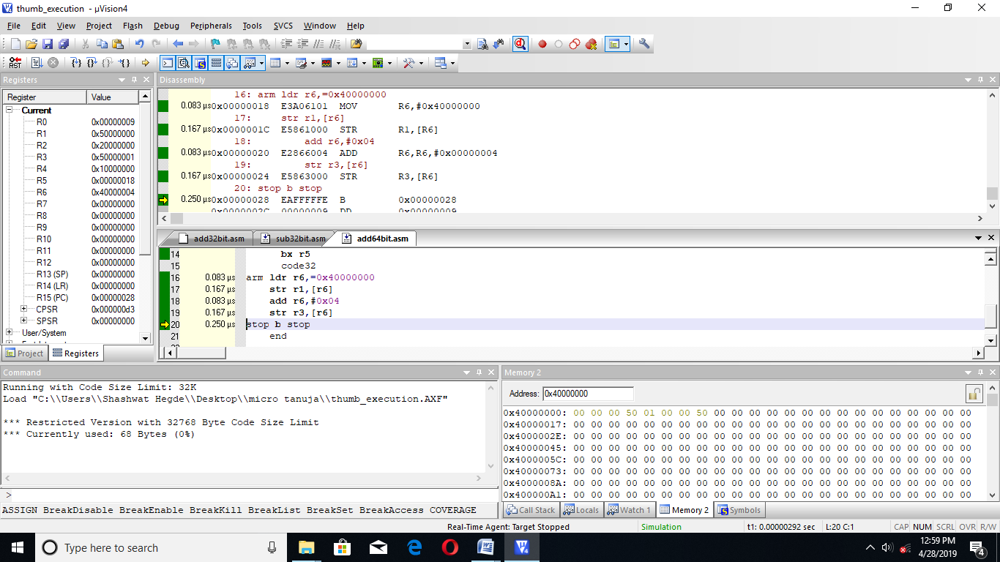 thumb_execution - µVision4
File Edit View Project Flash Debug Peripherals Tools SVCS Window Help
RST
Registers
Register Value
Current
R0 0x00000009
R1 0x50000000
R2 0x20000000
R3 0x50000001
R4 0x10000000
R5 0x00000018
R6 0x40000004
R7 0x00000000
R8 0x00000000
R9 0x00000000
R10 0x00000000
R11 0x00000000
R12 0x00000000
R13 (SP) 0x00000000
R14 (LR) 0x00000000
R15 (PC) 0x00000028
CPSR 0x000000d3
SPSR 0x00000000
User/System
Project Registers
Disassembly
16: arm ldr r6,=0x40000000
0.083 µs 0x00000018 E3A06101 MOV R6,#0x40000000
17: str r1,[r6]
0.167 µs 0x0000001C E5861000 STR R1,[R6]
18: add r6,#0x04
0.083 µs 0x00000020 E2866004 ADD R6,R6,#0x00000004
19: str r3,[r6]
0.167 µs 0x00000024 E5863000 STR R3,[R6]
20: stop b stop
0.250 µs 0x00000028 EAFFFFFE B 0x00000028
0x0000002C 00000009 DD 0x00000009
add32bit.asm sub32bit.asm add64bit.asm
14 bx r5
15 code32
16 0.083 µs arm ldr r6,=0x40000000
17 0.167 µs str r1,[r6]
18 0.083 µs add r6,#0x04
19 0.167 µs str r3,[r6]
20 0.250 µs stop b stop
21 end
22
Command
Running with Code Size Limit: 32K
Load "C:\\Users\\Shashwat Hegde\\Desktop\\micro tanuja\\thumb_execution.AXF"
*** Restricted Version with 32768 Byte Code Size Limit
*** Currently used: 68 Bytes (0%)
>
ASSIGN BreakDisable BreakEnable BreakKill BreakList BreakSet BreakAccess COVERAGE
Memory 2
Address: 0x40000000
0x40000000: 00 00 00 50 01 00 00 50 00 00 00 00 00 00 00 00 00 00 00 00 00 00 00
0x40000017: 00 00 00 00 00 00 00 00 00 00 00 00 00 00 00 00 00 00 00 00 00 00 00
0x4000002E: 00 00 00 00 00 00 00 00 00 00 00 00 00 00 00 00 00 00 00 00 00 00 00
0x40000045: 00 00 00 00 00 00 00 00 00 00 00 00 00 00 00 00 00 00 00 00 00 00 00
0x4000005C: 00 00 00 00 00 00 00 00 00 00 00 00 00 00 00 00 00 00 00 00 00 00 00
0x40000073: 00 00 00 00 00 00 00 00 00 00 00 00 00 00 00 00 00 00 00 00 00 00 00
0x4000008A: 00 00 00 00 00 00 00 00 00 00 00 00 00 00 00 00 00 00 00 00 00 00 00
0x400000A1: 00 00 00 00 00 00 00 00 00 00 00 00 00 00 00 00 00 00 00 00 00 00 00
Call Stack Locals Watch 1 Memory 2 Symbols
Real-Time Agent: Target Stopped Simulation t1: 0.00000292 sec L:20 C:1 CAP NUM SCRL OVR R/W
Type here to search
12:59 PM
4/28/2019
4